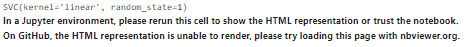 SVC(kernel='linear', random_state=1)
In a Jupyter environment, please rerun this cell to show the HTML representation or trust the notebook.
On GitHub, the HTML representation is unable to render, please try loading this page with nbviewer.org.